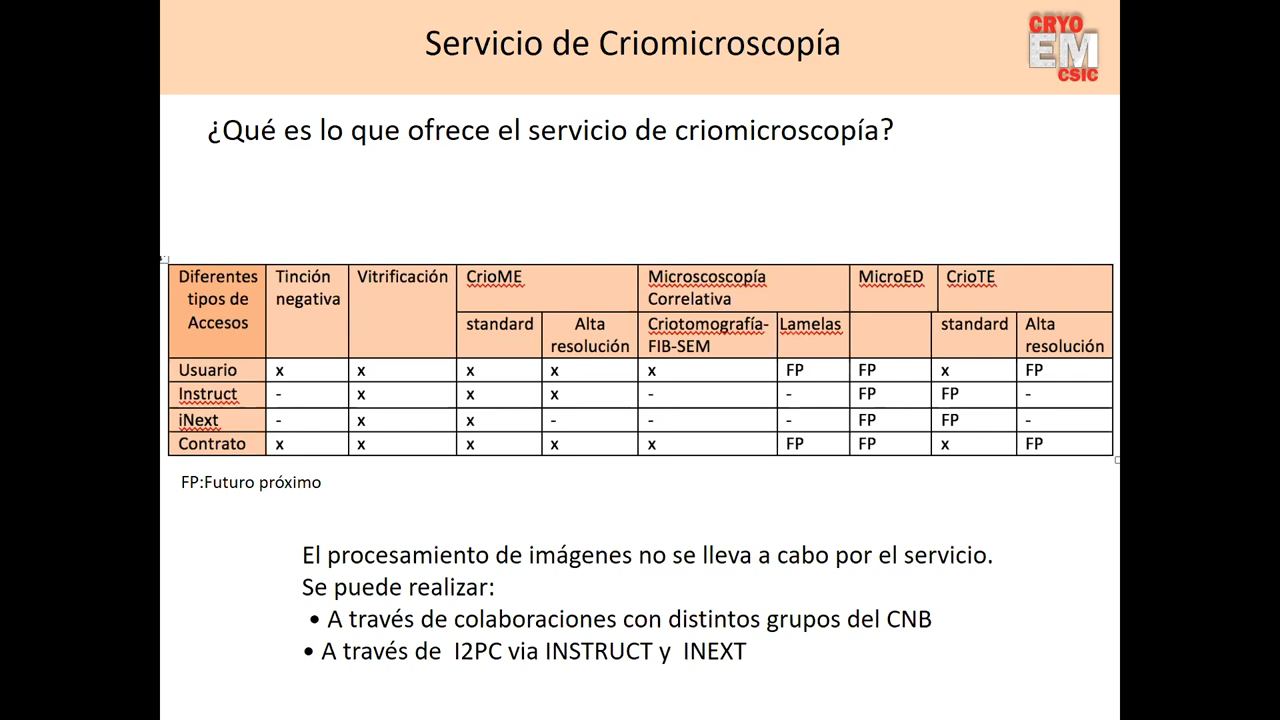 Servicio de Criomicroscopía
CRYO
EM
CSIC
¿Qué es lo que ofrece el servicio de criomicroscopía?
Diferentes tipos de Accesos | Tinción negativa | Vitrificación | CrioME | Microscoscopía Correlativa | MicroED | CrioTE
standard | Alta resolución | Criotomografía-FIB-SEM | Lamelas | standard | Alta resolución
Usuario | x | x | x | x | x | FP | FP | x | FP
Instruct | - | x | x | x | - | - | FP | FP | -
iNext | - | x | x | - | - | - | FP | FP | -
Contrato | x | x | x | x | x | FP | FP | x | FP
FP:Futuro próximo
El procesamiento de imágenes no se lleva a cabo por el servicio.
Se puede realizar:
• A través de colaboraciones con distintos grupos del CNB
• A través de I2PC via INSTRUCT y INEXT